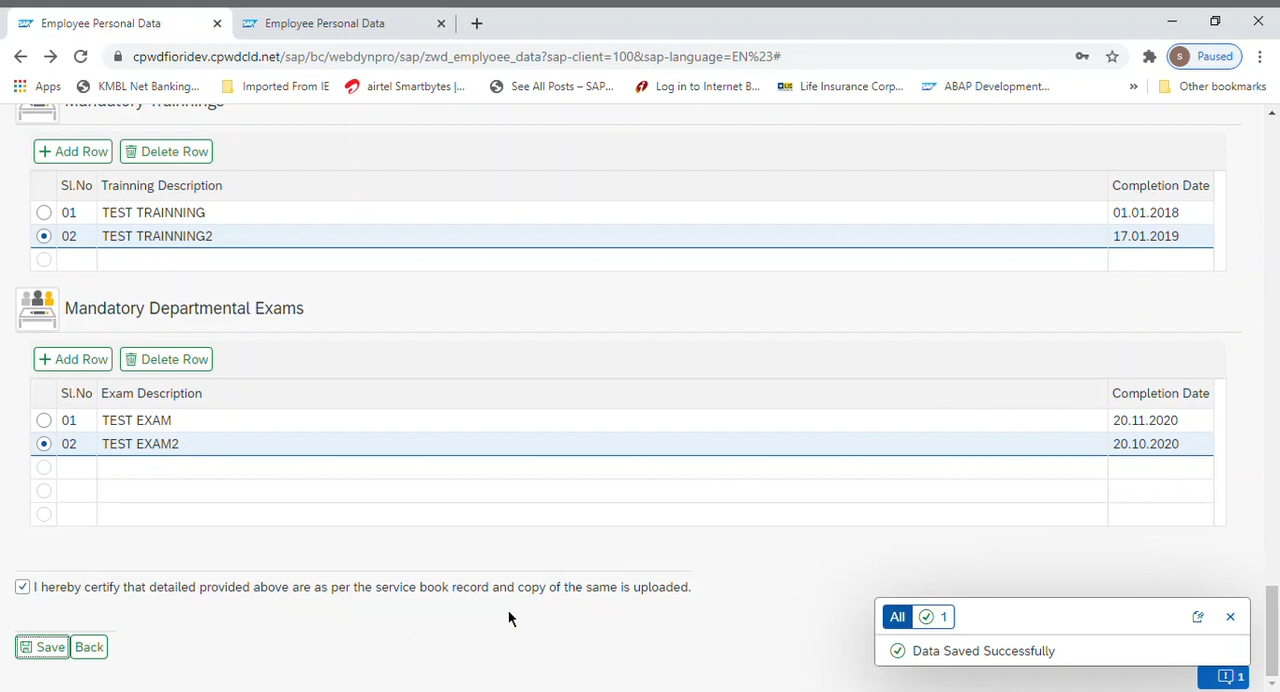 Employee Personal Data
Employee Personal Data
cpwdfioridev.cpwdcld.net/sap/bc/webdynpro/sap/zwd_emplyoee_data?sap-client=100&sap-language=EN%23#
S Paused
Apps KMBL Net Banking... Imported From IE airtel Smartbytes |... See All Posts – SAP... Log in to Internet B... Life Insurance Corp... ABAP Development... » Other bookmarks
Mandatory Trainnings
Add Row Delete Row
Sl.No Trainning Description Completion Date
01 TEST TRAINNING 01.01.2018
02 TEST TRAINNING2 17.01.2019
Mandatory Departmental Exams
Add Row Delete Row
Sl.No Exam Description Completion Date
01 TEST EXAM 20.11.2020
02 TEST EXAM2 20.10.2020
I hereby certify that detailed provided above are as per the service book record and copy of the same is uploaded.
All 1
Save Back
Data Saved Successfully
1